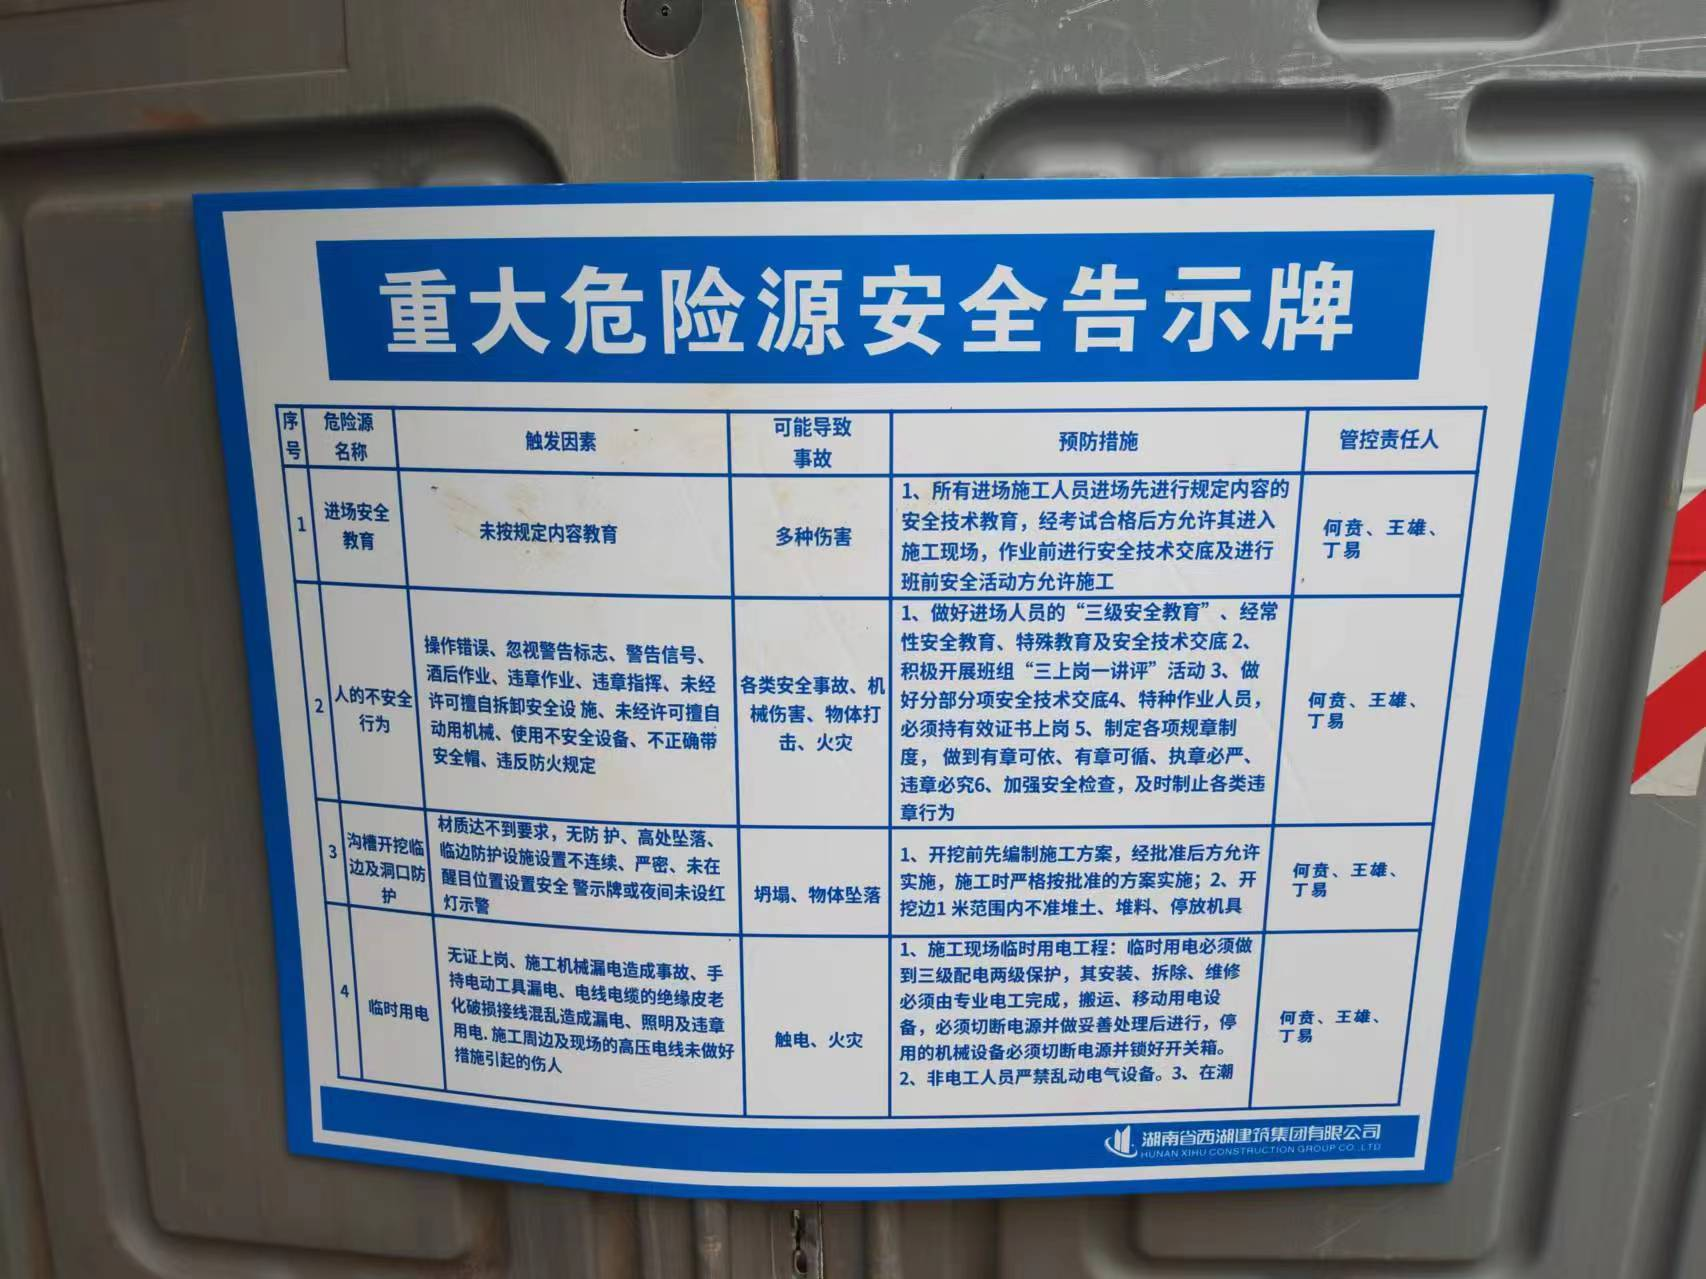 重大危险源安全告示牌
序号
危险源名称
触发因素
可能导致事故
预防措施
管控责任人
1
进场安全
教育
未按规定内容教育
多种伤害
1、所有进场施工人员进场先进行规定内容的
安全技术教育，经考试合格后方允许其进入
施工现场，作业前进行安全技术交底及进行
班前安全活动方允许施工
何贲、王雄、
丁易
2
人的不安全
行为
操作错误、忽视警告标志、警告信号、
酒后作业、违章作业、违章指挥、未经
许可擅自拆卸安全设 施、未经许可擅自
动用机械、使用不安全设备、不正确带
安全帽、违反防火规定
各类安全事故、机
械伤害、物体打
击、火灾
1、做好进场人员的“三级安全教育”、经常
性安全教育、特殊教育及安全技术交底 2、
积极开展班组“三上岗一讲评”活动 3、做
好分部分项安全技术交底4、特种作业人员，
必须持有效证书上岗 5、制定各项规章制
度， 做到有章可依、有章可循、执章必严、
违章必究6、加强安全检查，及时制止各类违
章行为
何贲、王雄、
丁易
3
沟槽开挖临
边及洞口防
护
材质达不到要求，无防 护、高处坠落、
临边防护设施设置不连续、严密、未在
醒目位置设置安全 警示牌或夜间未设红
灯示警
坍塌、物体坠落
1、开挖前先编制施工方案，经批准后方允许
实施，施工时严格按批准的方案实施；2、开
挖边1 米范围内不准堆土、堆料、停放机具
何贲、王雄、
丁易
4
临时用电
无证上岗、施工机械漏电造成事故、手
持电动工具漏电、电线电缆的绝缘皮老
化破损接线混乱造成漏电、照明及违章
用电.施工周边及现场的高压电线未做好
措施引起的伤人
触电、火灾
1、施工现场临时用电工程：临时用电必须做
到三级配电两级保护，其安装、拆除、维修
必须由专业电工完成，搬运、移动用电设
备，必须切断电源并做妥善处理后进行，停
用的机械设备必须切断电源并锁好开关箱。
2、非电工人员严禁乱动电气设备。3、在潮
何贲、王雄、
丁易
湖南省西湖建筑集团有限公司
HUNAN XIHU CONSTRUCTION GROUP CO.,LTD